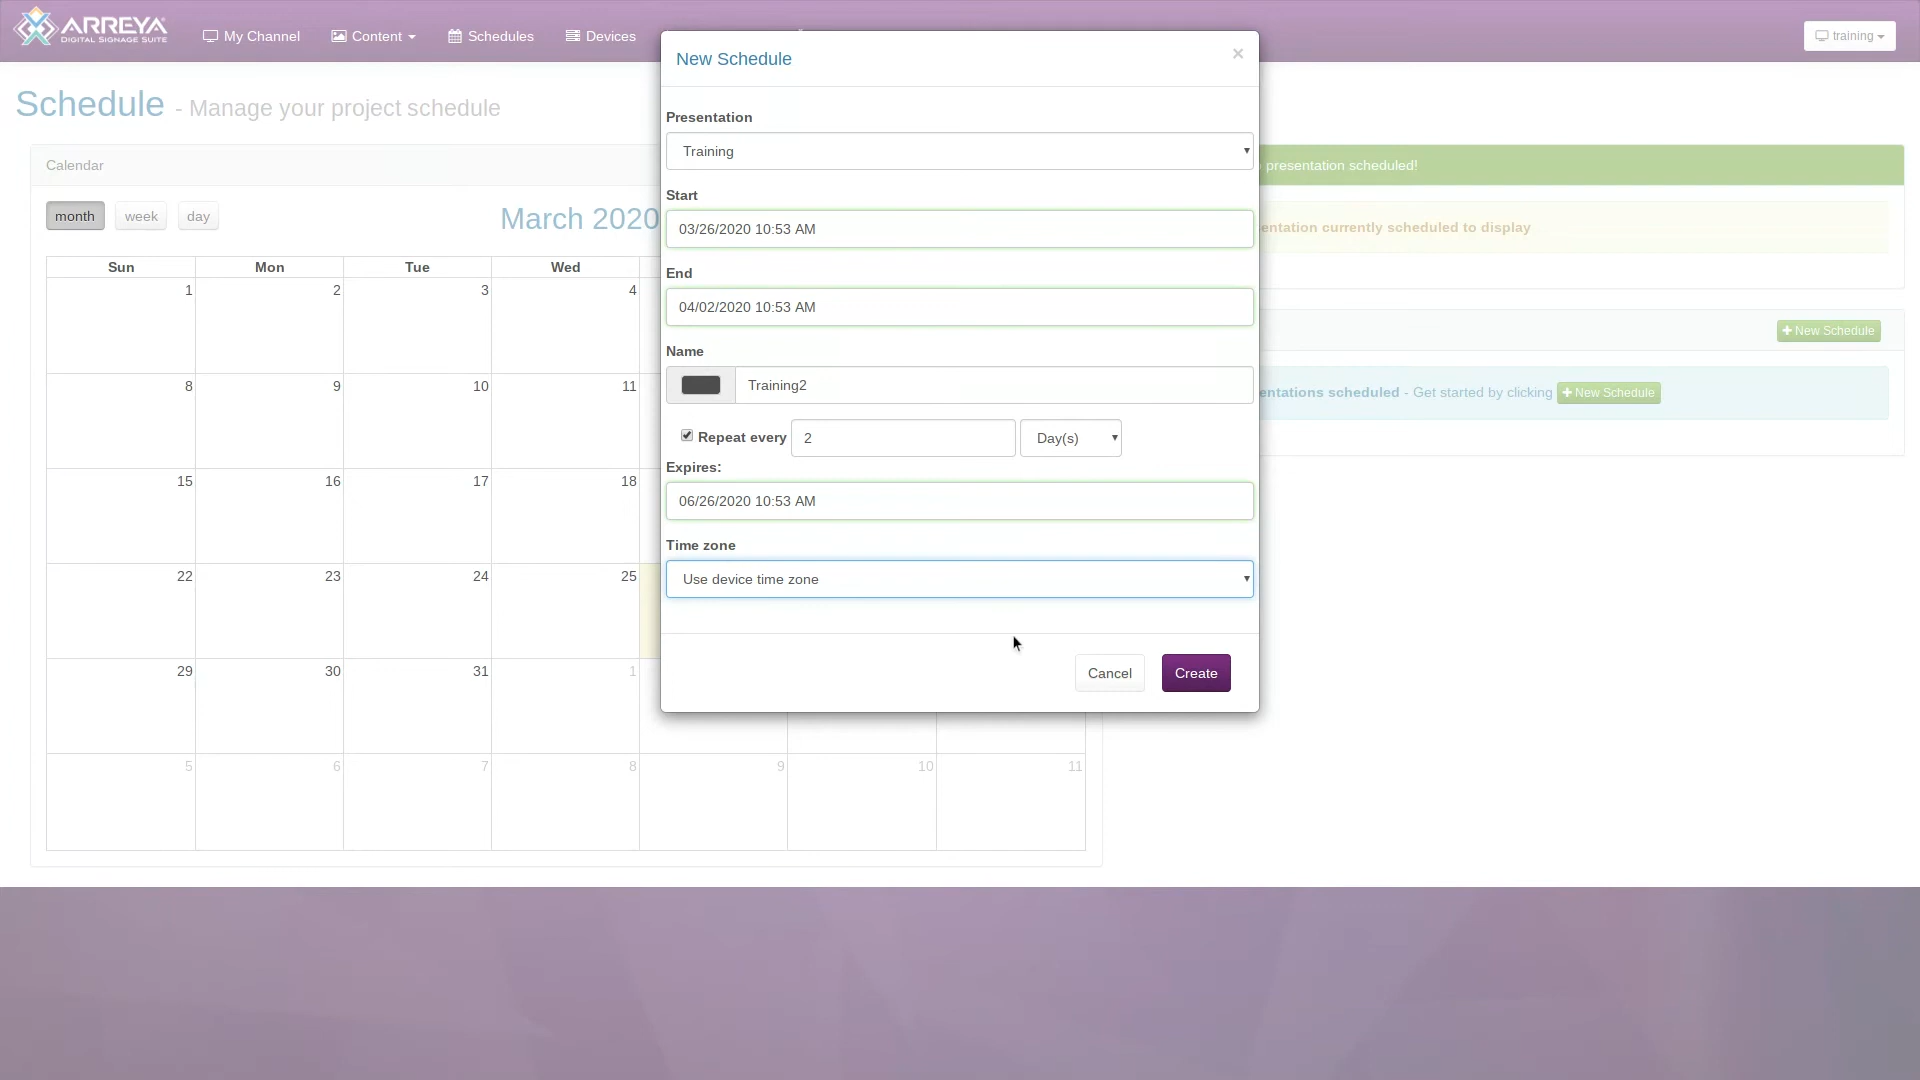 ARREYA
DIGITAL SIGNAGE SUITE
My Channel
Content
Schedules
Devices
training
Schedule - Manage your project schedule
New Schedule
×
Presentation
Training
Start
03/26/2020 10:53 AM
End
04/02/2020 10:53 AM
Name
Training2
Repeat every 2 Day(s)
Expires:
06/26/2020 10:53 AM
Time zone
Use device time zone
Cancel
Create
Calendar
month week day
March 2020
Sun Mon Tue Wed
1 2 3 4
8 9 10 11
15 16 17 18
22 23 24 25
29 30 31 1
5 6 7 8 9 10 11
presentation scheduled!
entation currently scheduled to display
New Schedule
entations scheduled - Get started by clicking New Schedule